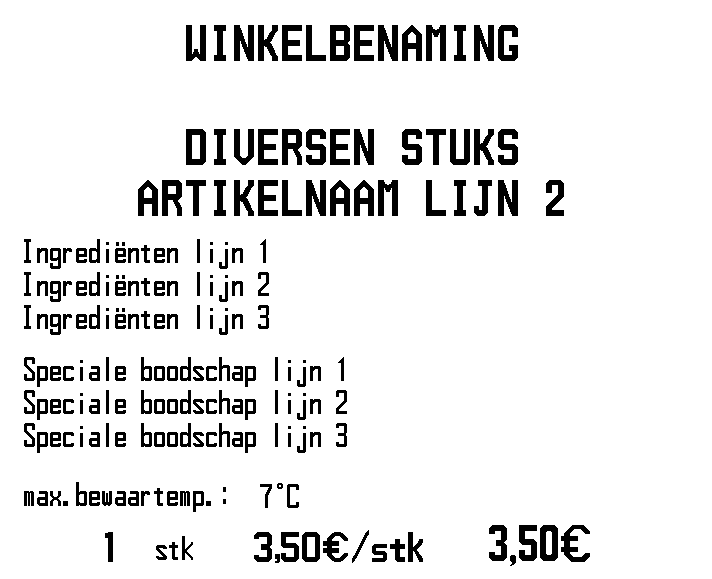 WINKELBENAMING
DIVERSEN STUKS
ARTIKELNAAM LIJN 2
Ingrediënten lijn 1
Ingrediënten lijn 2
Ingrediënten lijn 3
Speciale boodschap lijn 1
Speciale boodschap lijn 2
Speciale boodschap lijn 3
max.bewaartemp.: 7°C
1 stk 3,50€/stk 3,50€